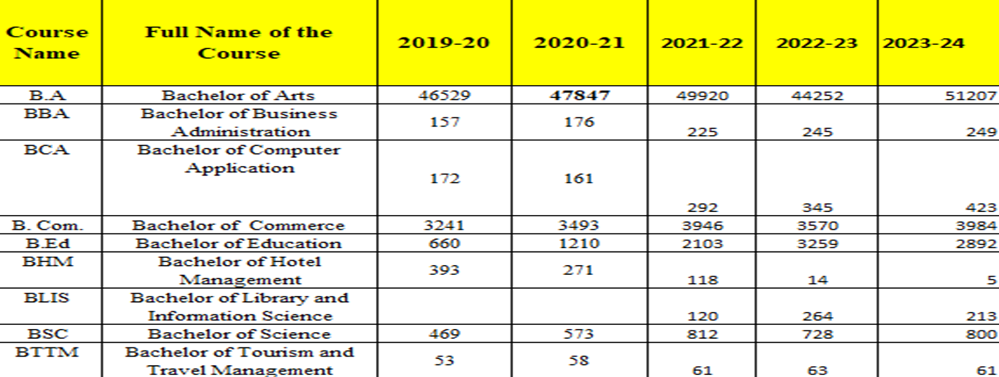 Course Name Full Name of the Course 2019-20 2020-21 2021-22 2022-23 2023-24
B.A Bachelor of Arts 46529 47847 49920 44252 51207
BBA Bachelor of Business Administration 157 176 225 245 249
BCA Bachelor of Computer Application 172 161 292 345 423
B. Com. Bachelor of Commerce 3241 3493 3946 3570 3984
B.Ed Bachelor of Education 660 1210 2103 3259 2892
BHM Bachelor of Hotel Management 393 271 118 14 5
BLIS Bachelor of Library and Information Science 120 264 213
BSC Bachelor of Science 469 573 812 728 800
BTTM Bachelor of Tourism and Travel Management 53 58 61 63 61